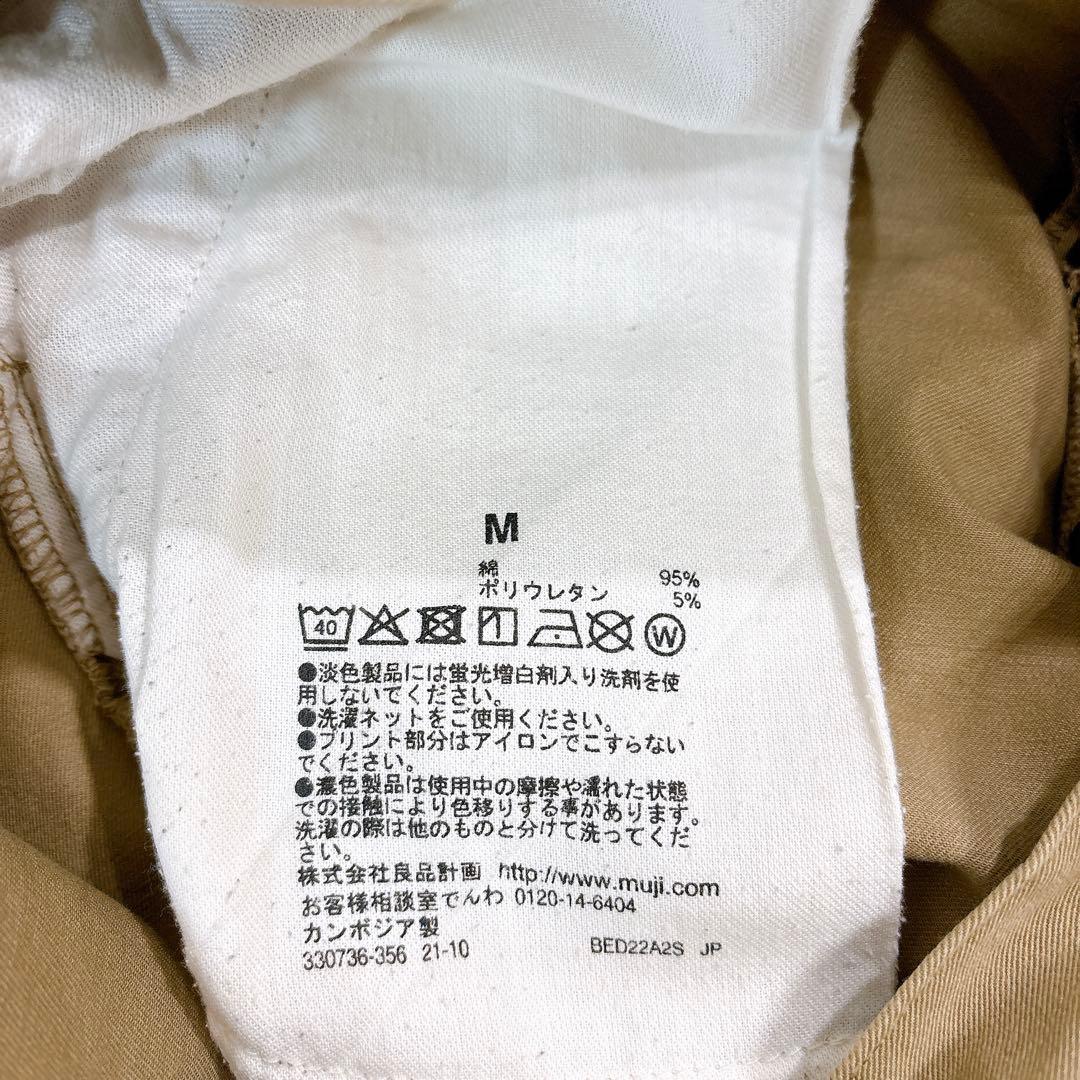 M
綿 95%
ポリウレタン 5%
40 W
●淡色製品には蛍光増白剤入り洗剤を使
用しないでください。
●洗濯ネットをご使用ください。
●プリント部分はアイロンでこすらない
でください。
●濃色製品は使用中の摩擦や濡れた状態
での接触により色移りする事があります。
洗濯の際は他のものと分けて洗ってくだ
さい。
株式会社良品計画 http://www.muji.com
お客様相談室でんわ 0120-14-6404
カンボジア製
330736-356 21-10 BED22A2S JP